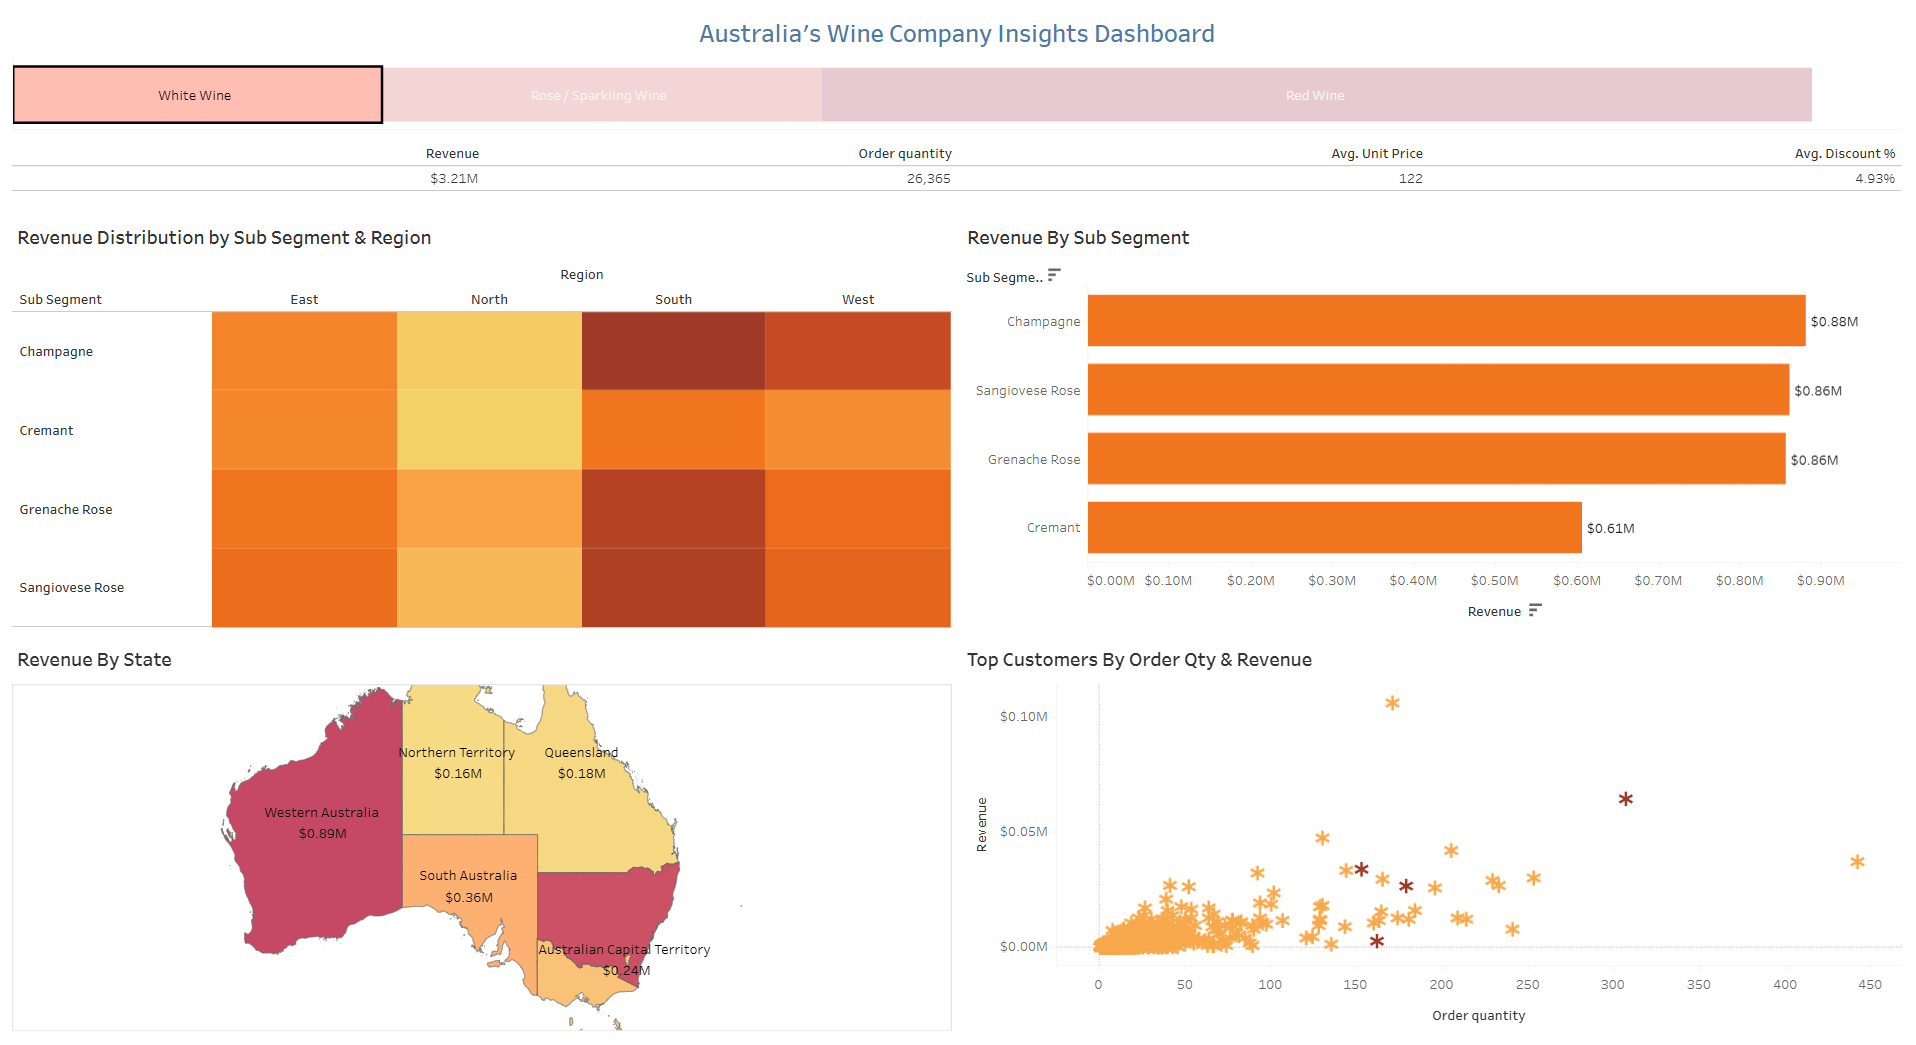 Australia's Wine Company Insights Dashboard
White Wine
Rose / Sparkling Wine
Red Wine
Revenue Order quantity Avg. Unit Price Avg. Discount %
$3.21M 26,365 122 4.93%
Revenue Distribution by Sub Segment & Region
Region
Sub Segment East North South West
Champagne
Cremant
Grenache Rose
Sangiovese Rose
Revenue By Sub Segment
Sub Segme..
Champagne $0.88M
Sangiovese Rose $0.86M
Grenache Rose $0.86M
Cremant $0.61M
$0.00M $0.10M $0.20M $0.30M $0.40M $0.50M $0.60M $0.70M $0.80M $0.90M
Revenue
Revenue By State
Northern Territory
$0.16M
Queensland
$0.18M
Western Australia
$0.89M
South Australia
$0.36M
Australian Capital Territory
$0.24M
Top Customers By Order Qty & Revenue
Revenue
$0.10M
$0.05M
$0.00M
0 50 100 150 200 250 300 350 400 450
Order quantity